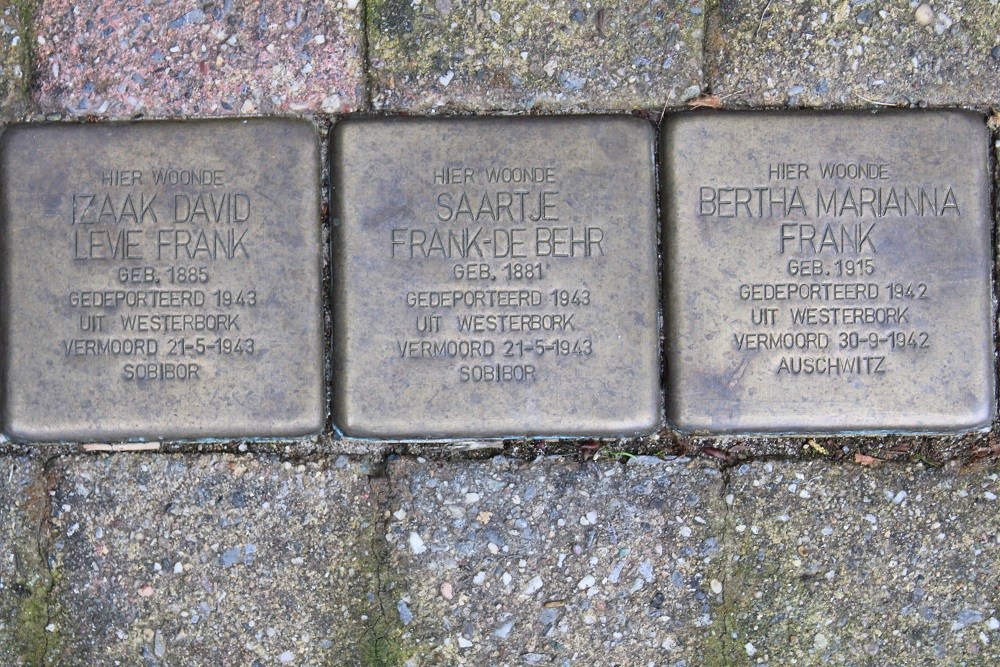 HIER WOONDE
IZAAK DAVID
LEVIE FRANK
GEB. 1885
GEDEPORTEERD 1943
UIT WESTERBORK
VERMOORD 21-5-1943
SOBIBOR
HIER WOONDE
SAARTJE
FRANK-DE BEHR
GEB. 1881
GEDEPORTEERD 1943
UIT WESTERBORK
VERMOORD 21-5-1943
SOBIBOR
HIER WOONDE
BERTHA MARIANNA
FRANK
GEB. 1915
GEDEPORTEERD 1942
UIT WESTERBORK
VERMOORD 30-9-1942
AUSCHWITZ